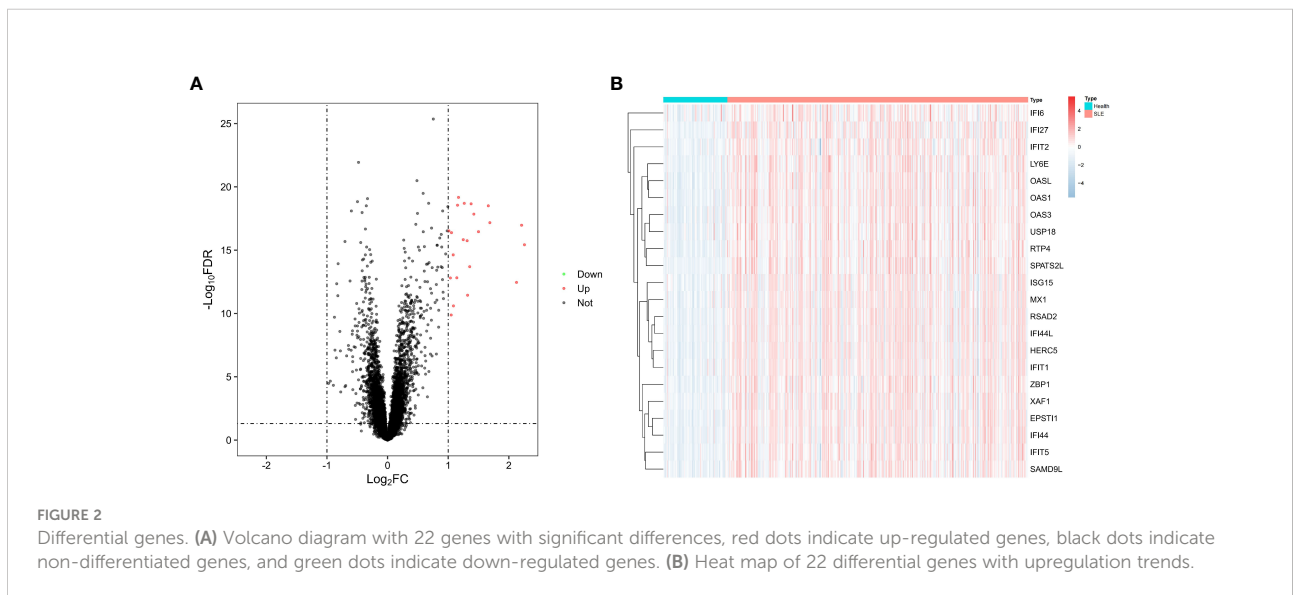 A
B
25
20
15
10
5
0
-Log10FDR
-2
-1
0
1
2
Log2FC
Down
Up
Not
Type
IFI6
IFI27
IFIT2
LY6E
OASL
OAS1
OAS3
USP18
RTP4
SPATS2L
ISG15
MX1
RSAD2
IFI44L
HERC5
IFIT1
ZBP1
XAF1
EPSTI1
IFI44
IFIT5
SAMD9L
4
2
0
−2
−4
Type
Health
SLE
FIGURE 2
Differential genes. (A) Volcano diagram with 22 genes with significant differences, red dots indicate up-regulated genes, black dots indicate
non-differentiated genes, and green dots indicate down-regulated genes. (B) Heat map of 22 differential genes with upregulation trends.